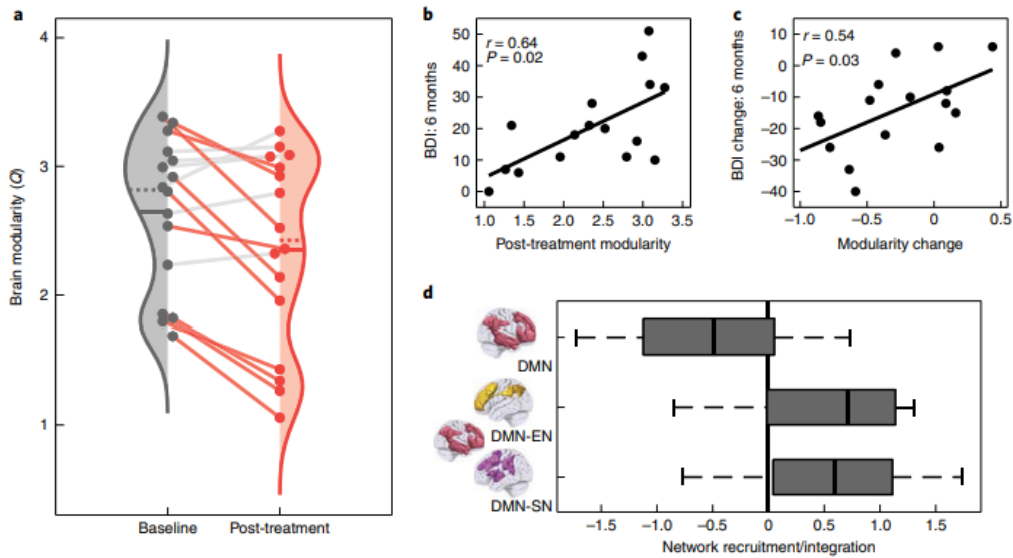 a
4
3
2
1
Brain modularity (Q)
Baseline
Post-treatment
b
50
40
30
20
10
0
r = 0.64
P = 0.02
BDI: 6 months
1.0
1.5
2.0
2.5
3.0
3.5
Post-treatment modularity
c
10
0
−10
−20
−30
−40
r = 0.54
P = 0.03
BDI change: 6 months
−1.0
−0.5
0
0.5
Modularity change
d
DMN
DMN-EN
DMN-SN
−1.5
−1.0
−0.5
0
0.5
1.0
1.5
Network recruitment/integration